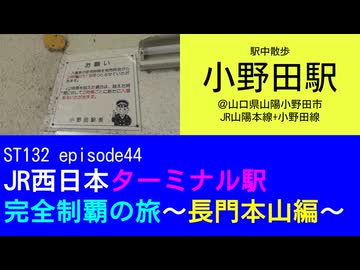 お願い
小野田駅長
駅中散歩
小野田駅
@山口県山陽小野田市
JR山陽本線+小野田線
ST132 episode44
JR西日本ターミナル駅
完全制覇の旅～長門本山編～